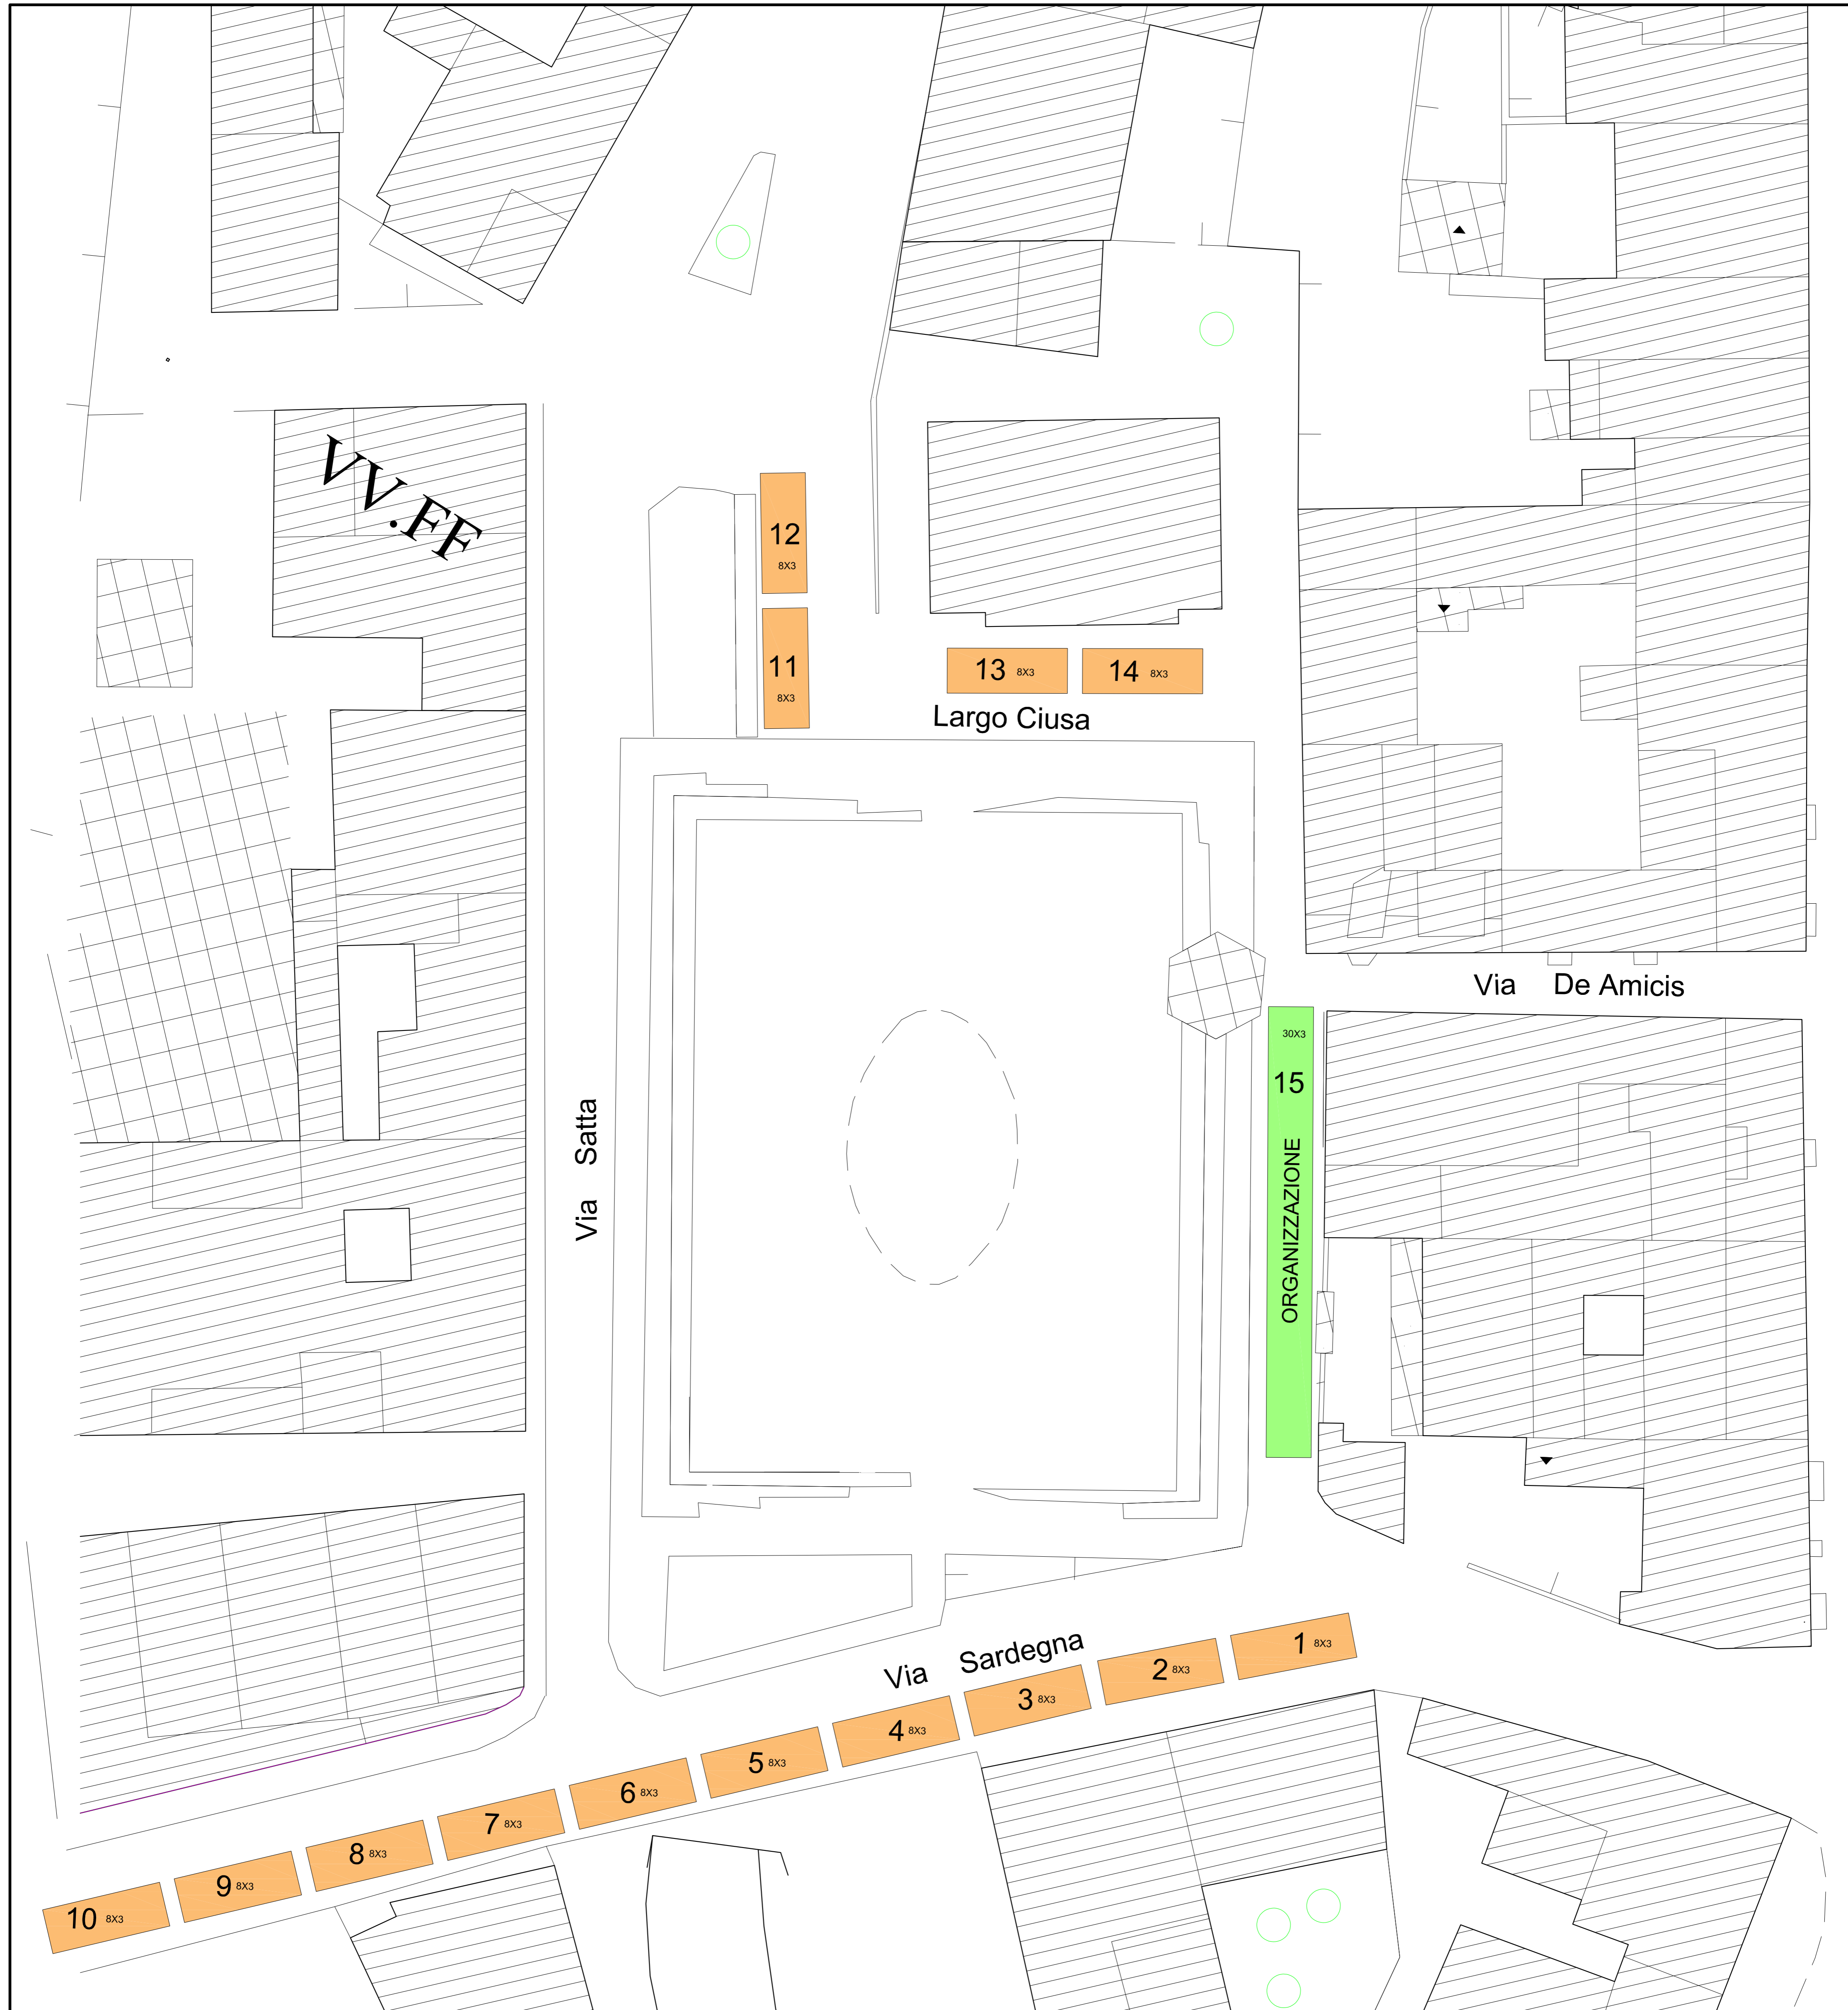 VV.FF
12
8X3
11
8X3
13 8X3
14 8X3
Largo Ciusa
Via De Amicis
30X3
15
ORGANIZZAZIONE
Via Satta
Via Sardegna
1 8X3
2 8X3
3 8X3
4 8X3
5 8X3
6 8X3
7 8X3
8 8X3
9 8X3
10 8X3